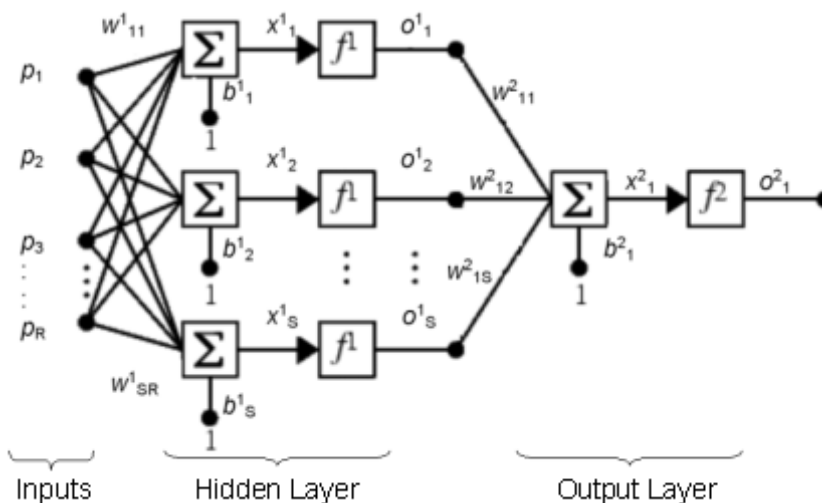 w¹₁₁ x¹₁ o¹₁
p₁ Σ f¹
b¹₁ w²₁₁
1
p₂ x¹₂ o¹₂ w²₁₂ x²₁ o²₁
Σ f¹ Σ f²
p₃ b¹₂ b²₁
1 w²₁S 1
pR x¹S o¹S
Σ f¹
w¹SR b¹S
1
Inputs Hidden Layer Output Layer